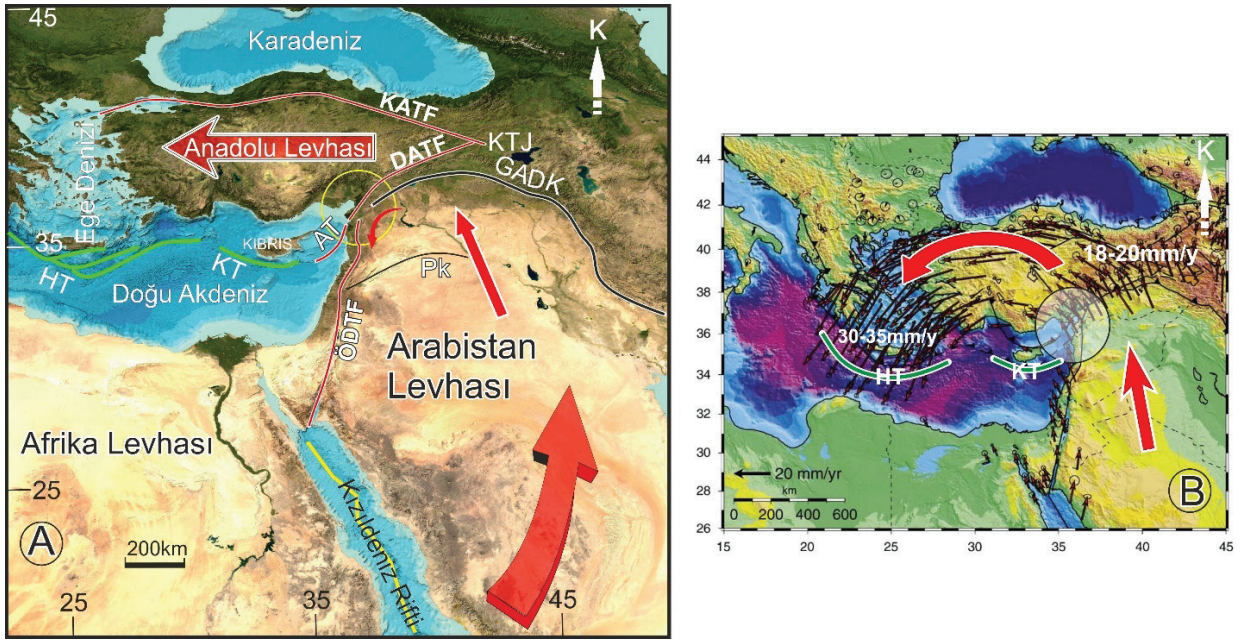 45
Karadeniz
K
KATF
Ege Denizi
Anadolu Levhası
DATF
KTJ
GADK
35
KIBRIS
AT
HT
KT
Pk
Doğu Akdeniz
ÖDTF
Arabistan
Levhası
Afrika Levhası
25
Kızıldeniz Rifti
A
200km
25
35
45
44
42
40
38
36
34
32
30
28
26
K
18-20mm/y
30-35mm/y
HT
KT
20 mm/yr
km
0 200 400 600
B
15 20 25 30 35 40 45